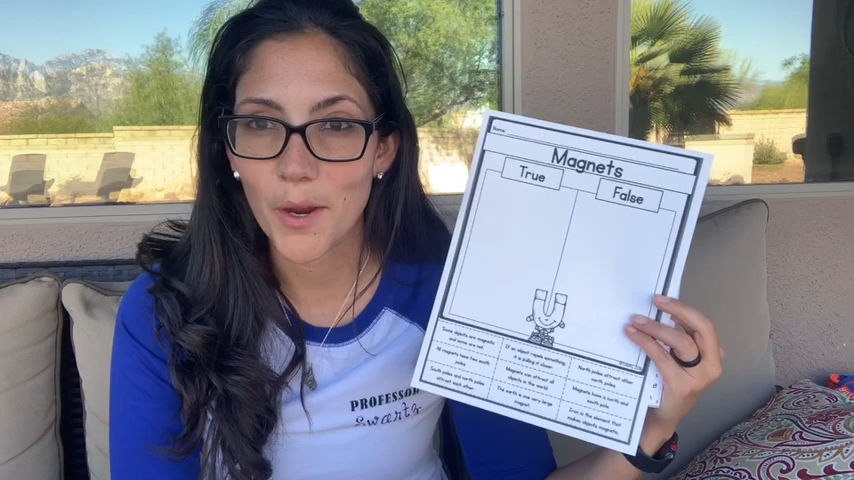 Name:
Magnets
True
False
Some objects are magnets
and some are not.
If an object repels something,
it is pulling it closer.
North poles attract other
north poles.
All magnets have two south
poles.
Magnets can attract all
objects in the world.
Magnets have a north and
south pole.
South poles and north poles
attract each other.
The earth is one very large
magnet.
Iron is the element that
makes objects magnetic.
PROFESSOR
Swartz